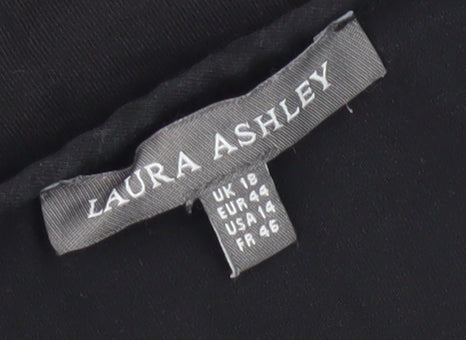 LAURA ASHLEY
UK 18
EUR 44
USA 14
FR 46